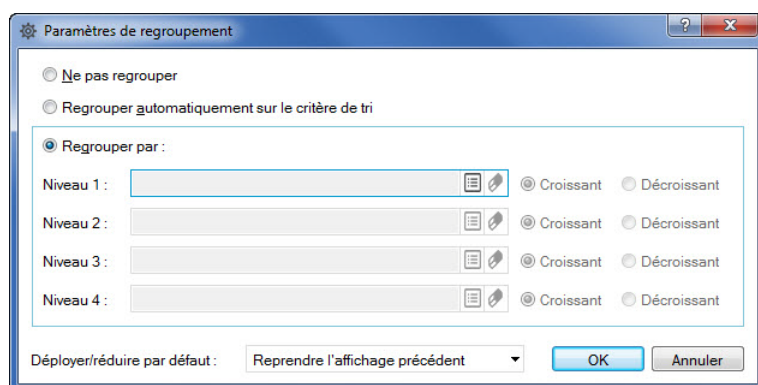 Paramètres de regroupement
Ne pas regrouper
Regrouper automatiquement sur le critère de tri
Regrouper par :
Niveau 1 : Croissant Décroissant
Niveau 2 : Croissant Décroissant
Niveau 3 : Croissant Décroissant
Niveau 4 : Croissant Décroissant
Déployer/réduire par défaut : Reprendre l'affichage précédent OK Annuler